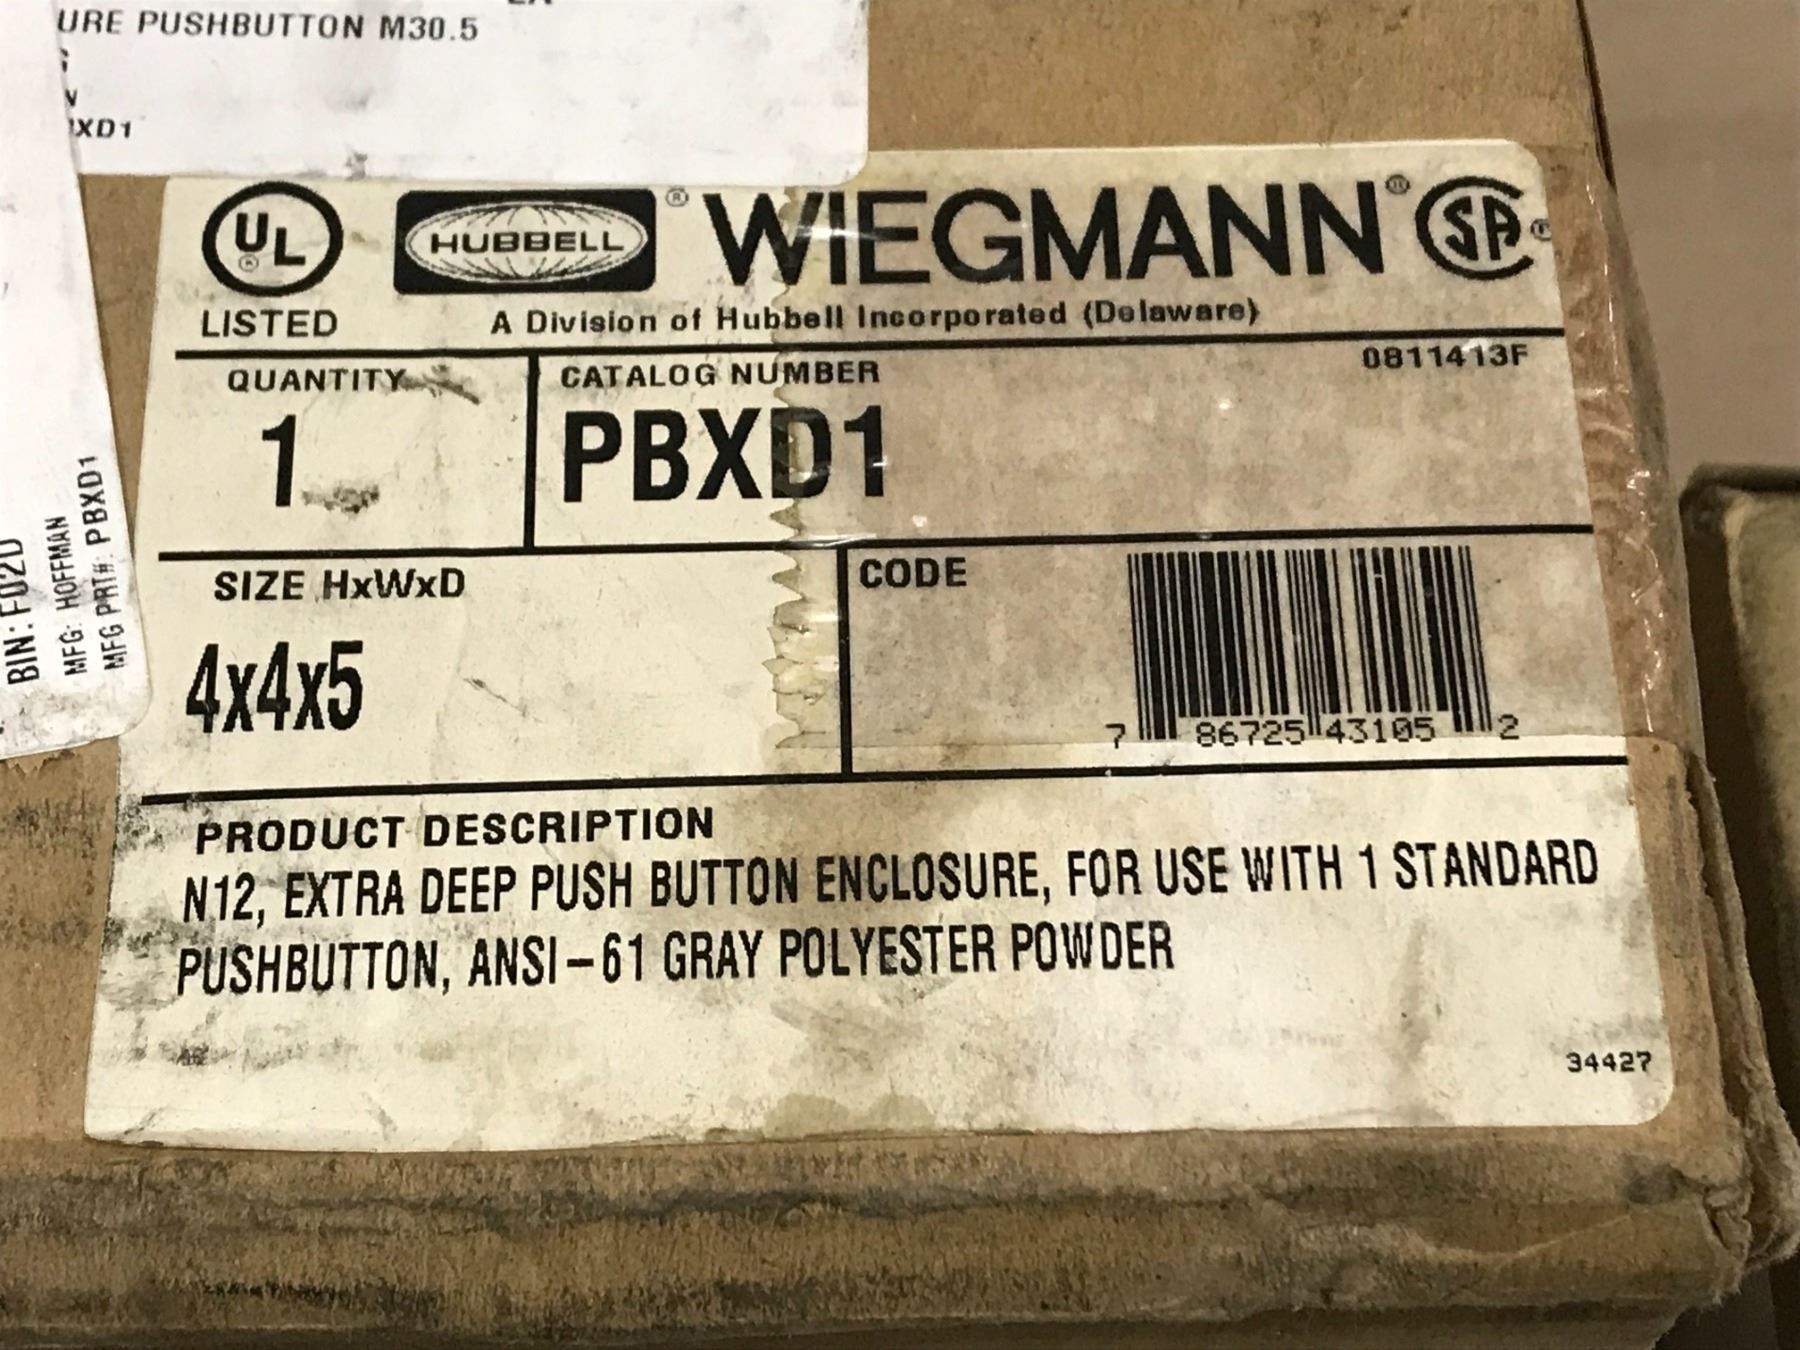 URE PUSHBUTTON M30.5
XD1
BIN: F02D
MFG: HOFFMAN
MFG PRT#: PBXD1
UL ®
LISTED
HUBBELL ®
WIEGMANN ®
SA ®
A Division of Hubbell Incorporated (Delaware)
QUANTITY
1
CATALOG NUMBER
0811413F
PBXD1
SIZE HxWxD
4x4x5
CODE
7 86725 43105 2
PRODUCT DESCRIPTION
N12, EXTRA DEEP PUSH BUTTON ENCLOSURE, FOR USE WITH 1 STANDARD
PUSHBUTTON, ANSI-61 GRAY POLYESTER POWDER
34427